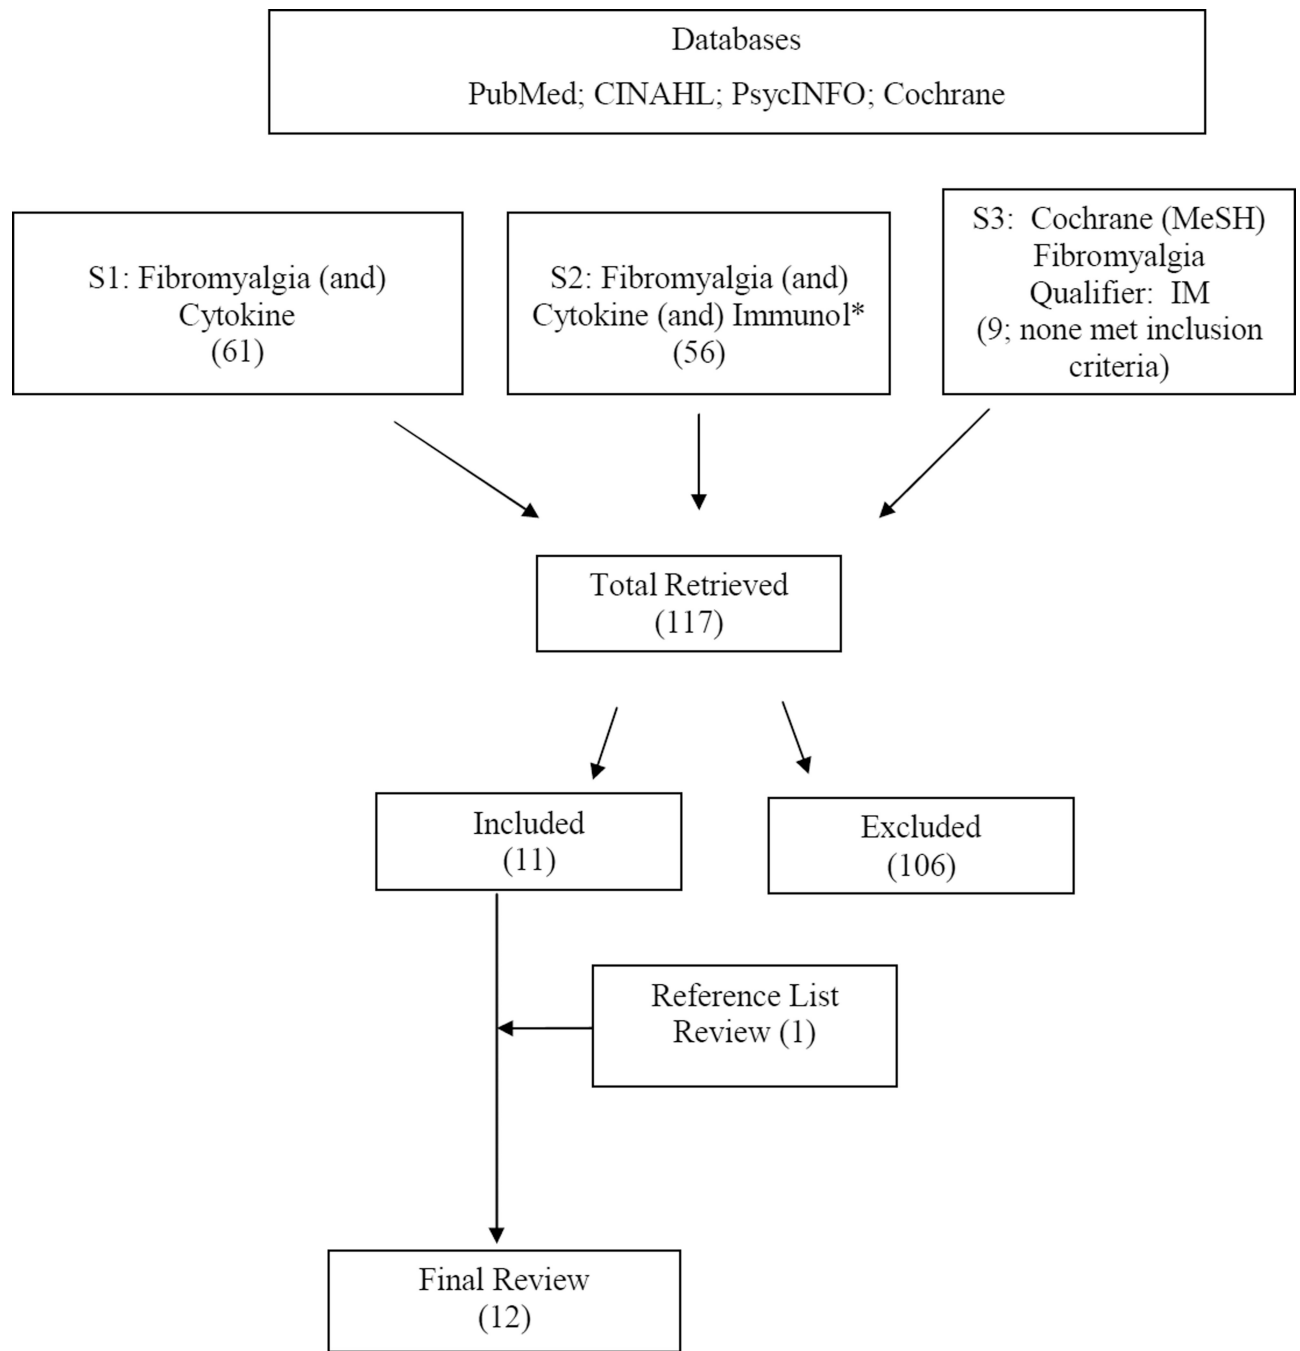 Databases
PubMed; CINAHL; PsycINFO; Cochrane
S1: Fibromyalgia (and)
Cytokine
(61)
S2: Fibromyalgia (and)
Cytokine (and) Immunol*
(56)
S3: Cochrane (MeSH)
Fibromyalgia
Qualifier: IM
(9; none met inclusion
criteria)
Total Retrieved
(117)
Included
(11)
Excluded
(106)
Reference List
Review (1)
Final Review
(12)